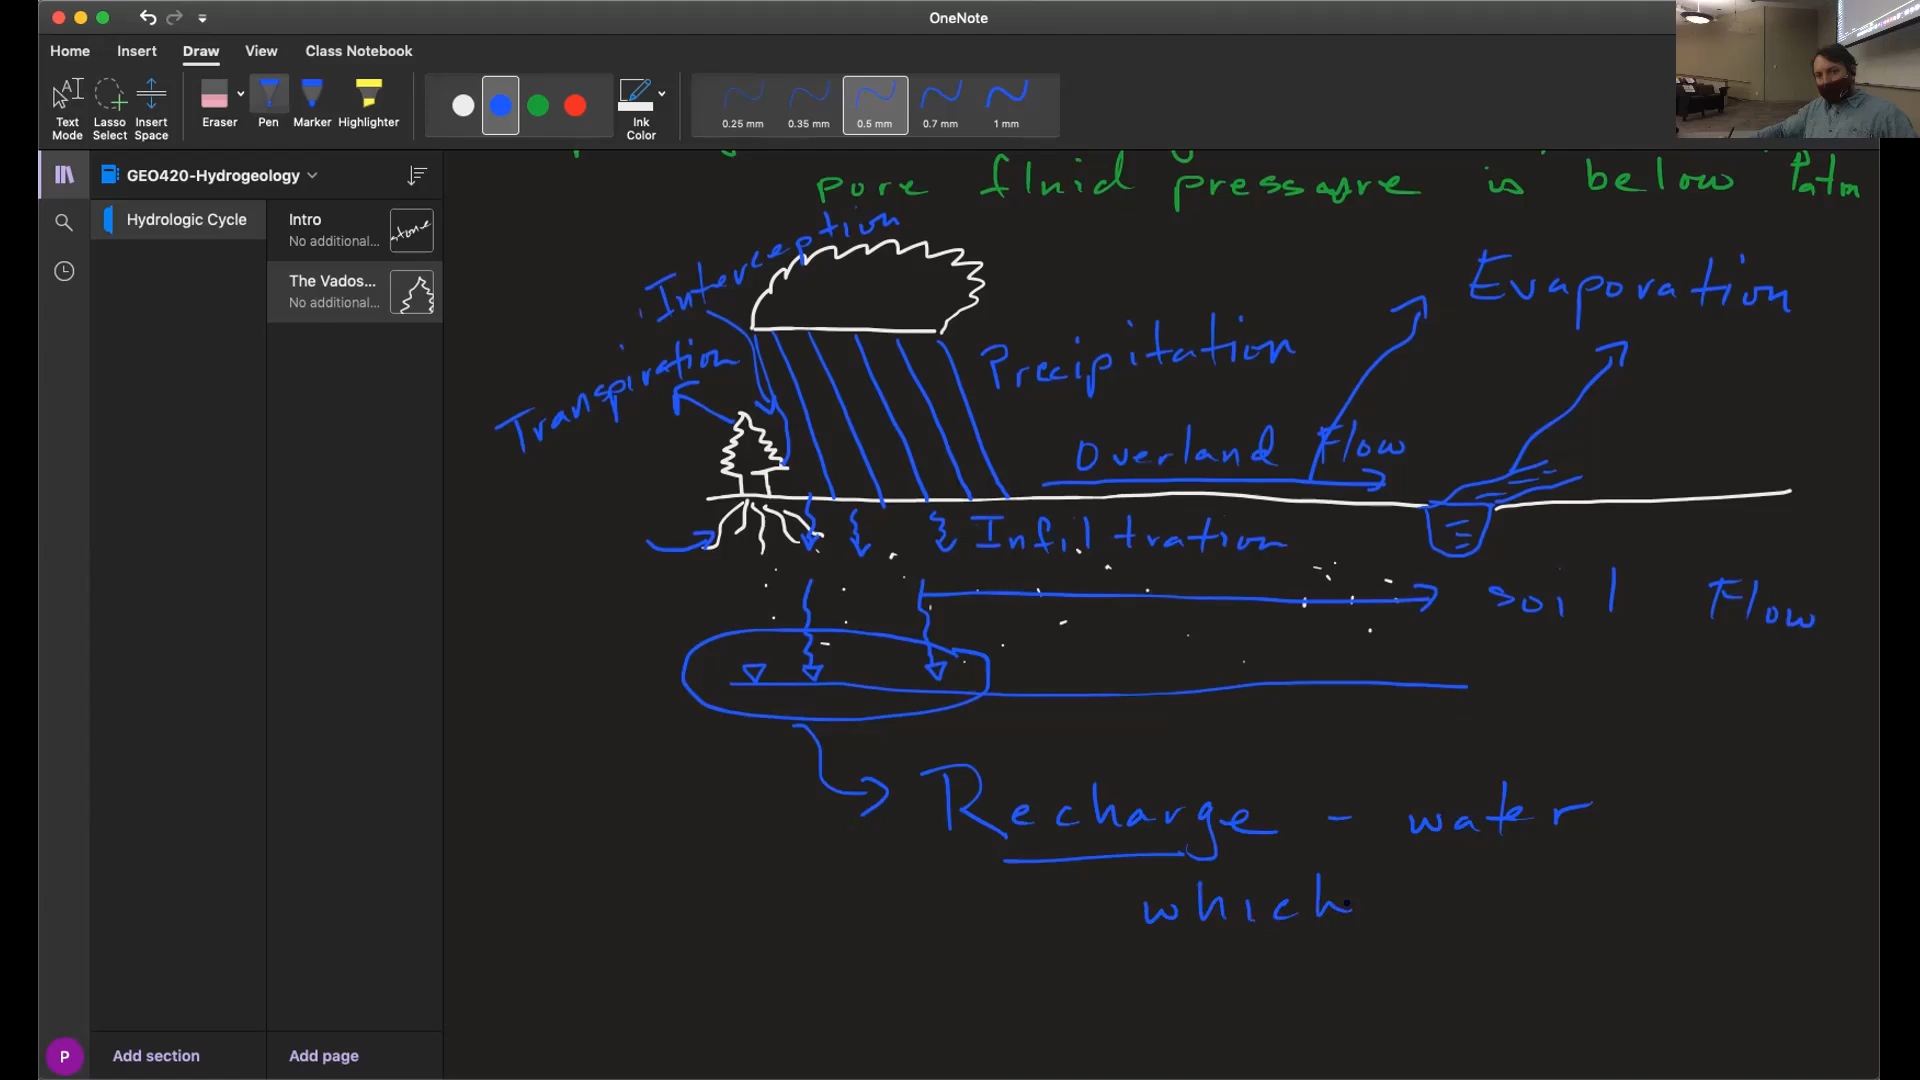 OneNote
Home Insert Draw View Class Notebook
Text Mode
Lasso Select
Insert Space
Eraser
Pen
Marker
Highlighter
Ink Color
0.25 mm
0.35 mm
0.5 mm
0.7 mm
1 mm
GEO420-Hydrogeology
Hydrologic Cycle
Intro
No additional...
The Vados...
No additional...
Add section
Add page
P
pore fluid pressure is below Patm
Interception
Evaporation
Transpiration
Precipitation
Overland Flow
Infiltration
soil Flow
Recharge - water
which